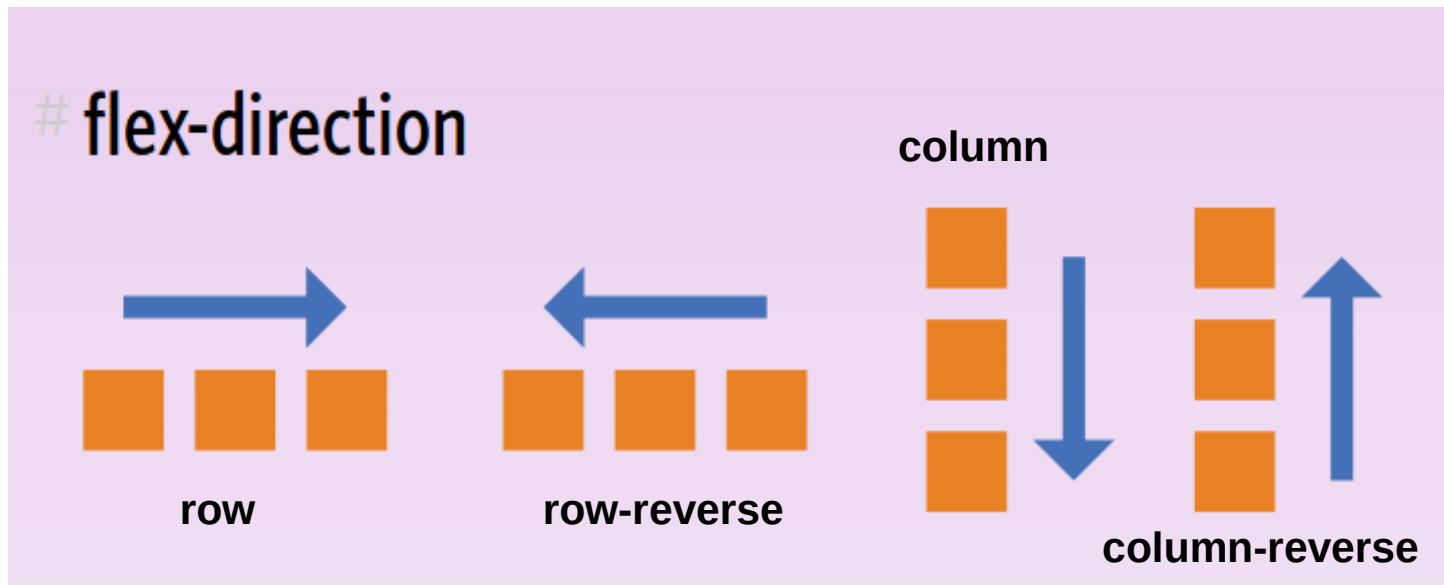 # flex-direction
column
row
row-reverse
column-reverse